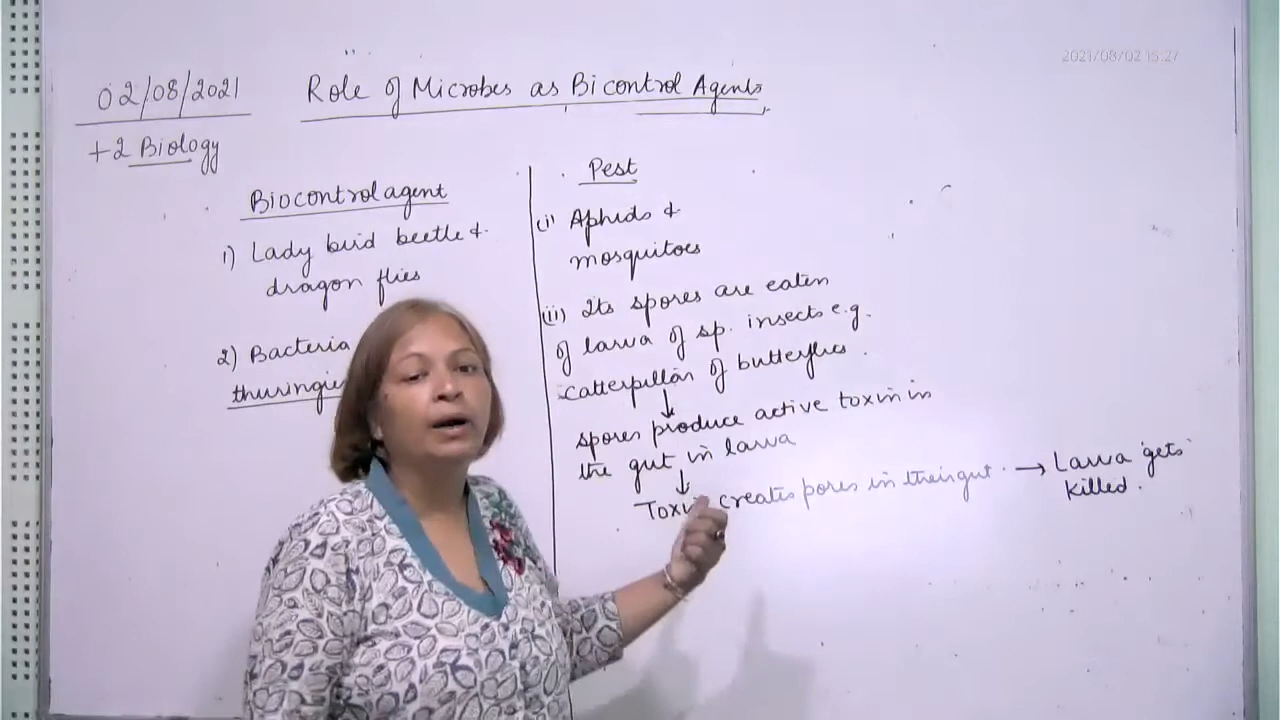 2021/08/02 15:27
02/08/2021
Role of Microbes as Bicontrol Agents
+2 Biology
Biocontrol agent
1) Lady bird beetle &
dragon flies
2) Bacteria
Pest
(i) Aphids &
mosquitoes
(ii) Its spores are eaten
of larva of sp. insects e.g.
catterpillar of butterflies.
↓
spores produce active toxin in
the gut in larva
↓
Toxin creates pores in their gut. → Larva gets
killed.